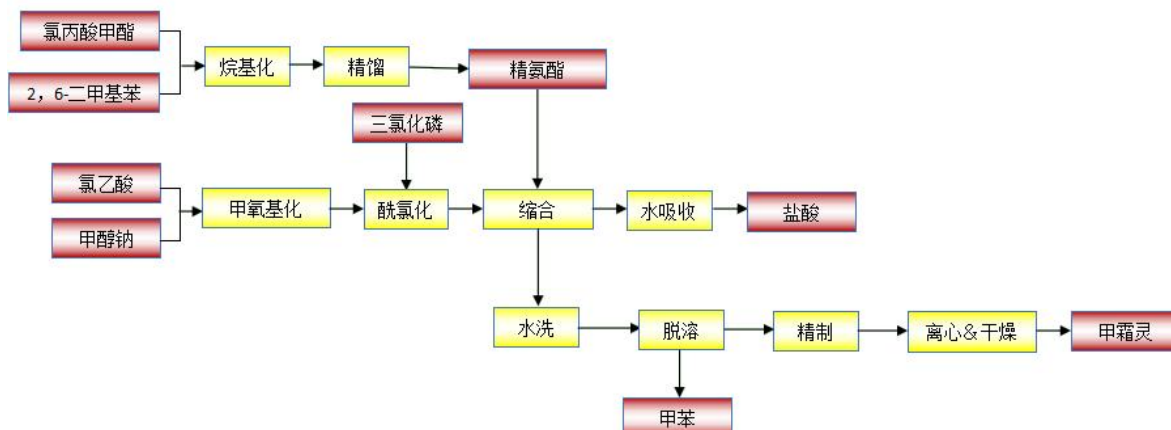 氯丙酸甲酯
烷基化
精馏
精氨酯
2，6-二甲基苯
三氯化磷
氯乙酸
甲氧基化
酰氯化
缩合
水吸收
盐酸
甲醇钠
水洗
脱溶
精制
离心&干燥
甲霜灵
甲苯